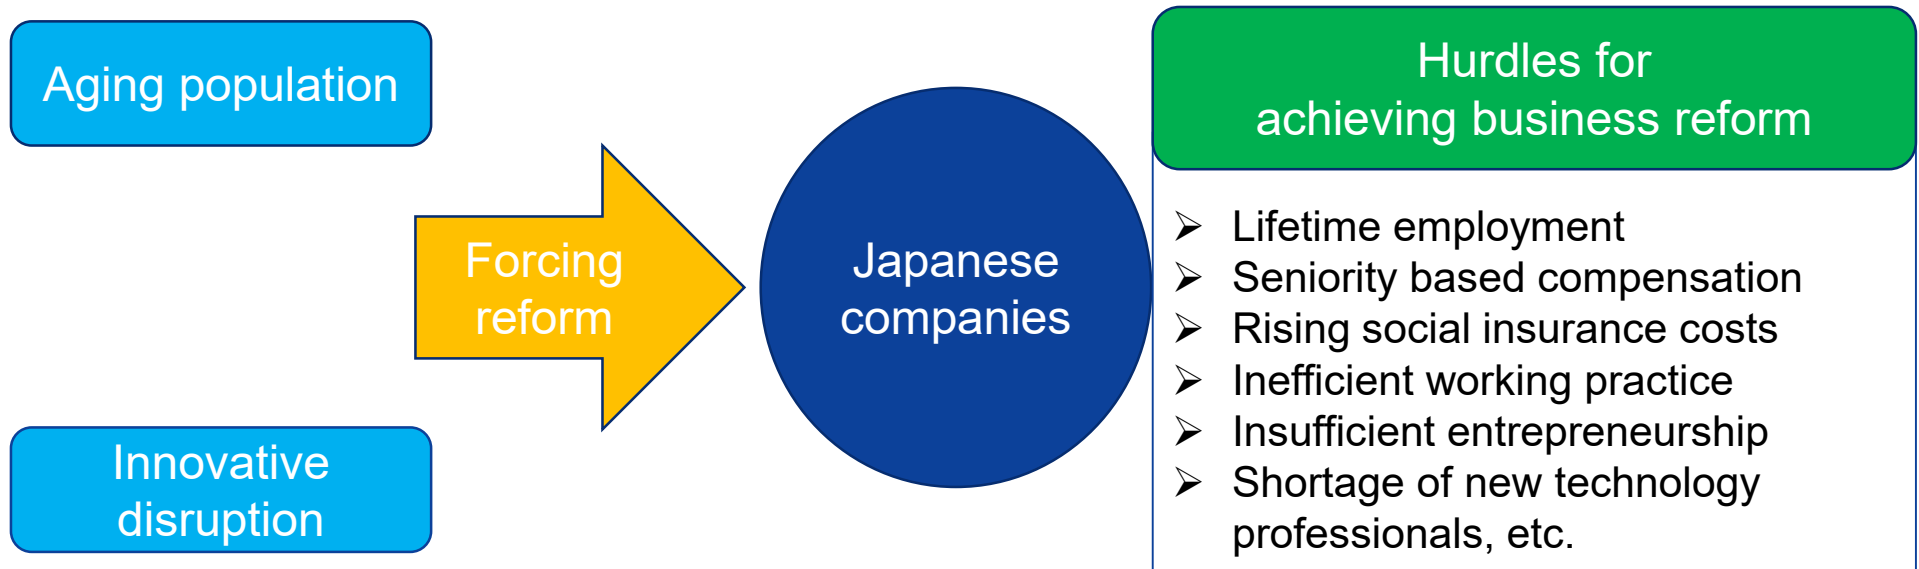 Aging population
Innovative
disruption
Forcing
reform
Japanese
companies
Hurdles for
achieving business reform
➢ Lifetime employment
➢ Seniority based compensation
➢ Rising social insurance costs
➢ Inefficient working practice
➢ Insufficient entrepreneurship
➢ Shortage of new technology
professionals, etc.